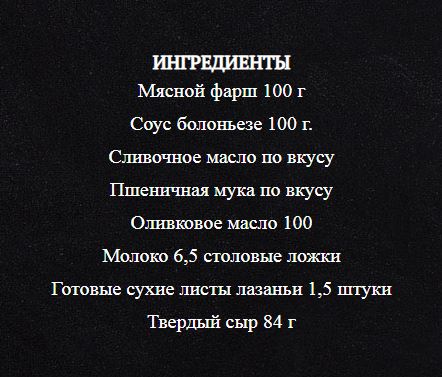 ИНГРЕДИЕНТЫ
Мясной фарш 100 г
Соус болоньезе 100 г.
Сливочное масло по вкусу
Пшеничная мука по вкусу
Оливковое масло 100
Молоко 6,5 столовые ложки
Готовые сухие листы лазаньи 1,5 штуки
Твердый сыр 84 г